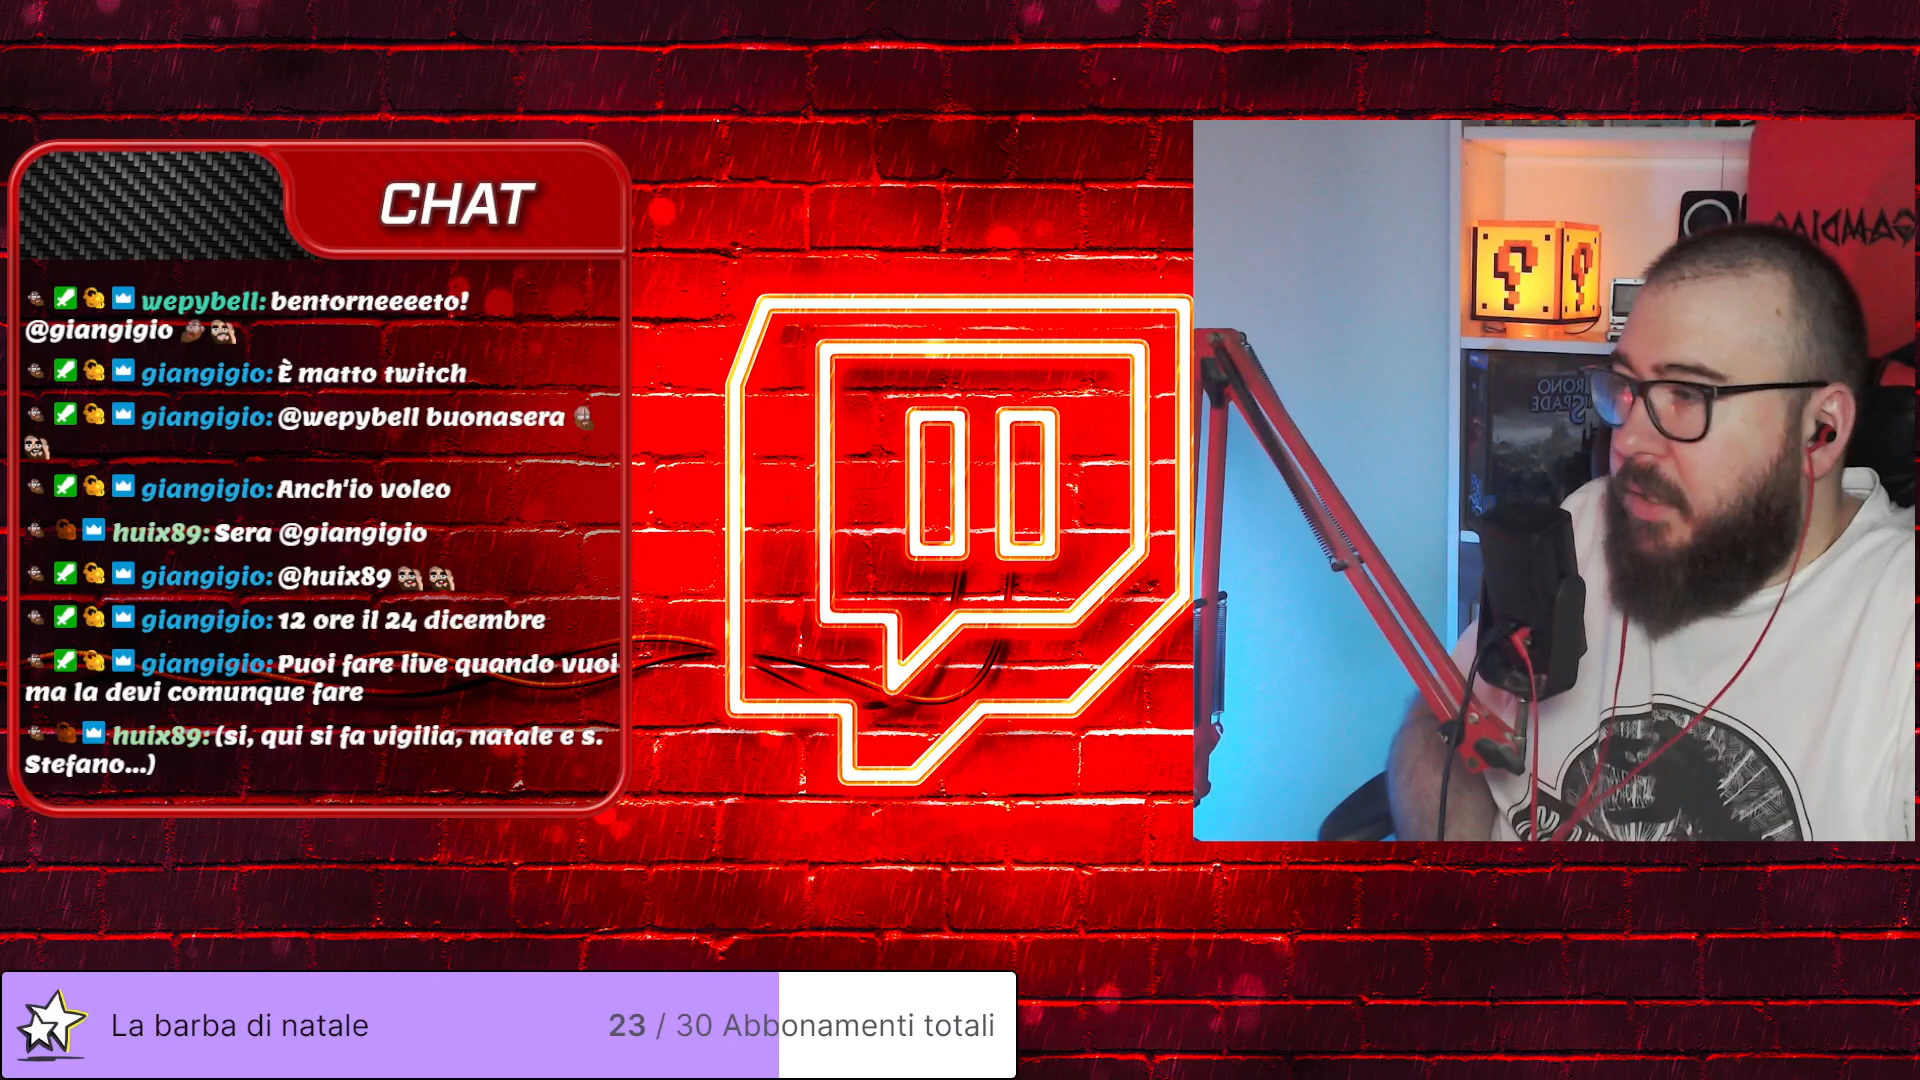 CHAT
wepybell: bentorneeeeto!
@giangigio
giangigio: È matto twitch
giangigio: @wepybell buonasera
giangigio: Anch'io voleo
huix89: Sera @giangigio
giangigio: @huix89
giangigio: 12 ore il 24 dicembre
giangigio: Puoi fare live quando vuoi
ma la devi comunque fare
huix89: (si, qui si fa vigilia, natale e s.
Stefano...)
La barba di natale
23 / 30 Abbonamenti totali